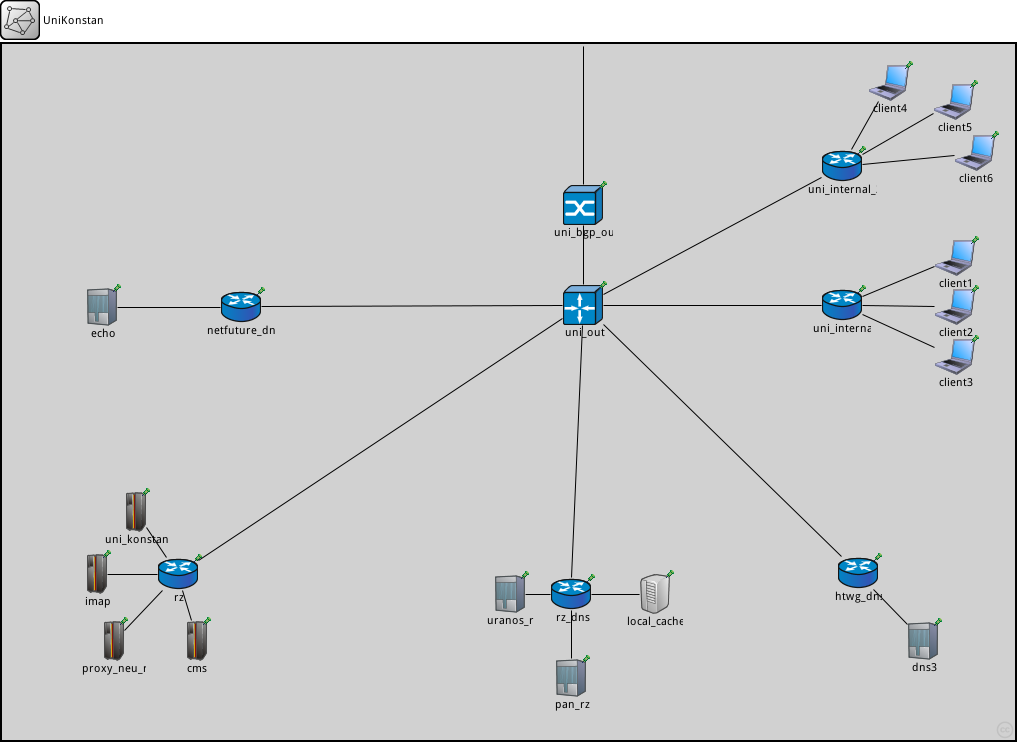 UniKonstan
client4
client5
client6
uni_internal_
uni_bgp_ou
client1
echo
netfuture_dn
uni_out
uni_interna
client2
client3
uni_konstan
imap
rz
uranos_r
rz_dns
local_cache
htwg_dn
proxy_neu_r
cms
dns3
pan_rz
cc